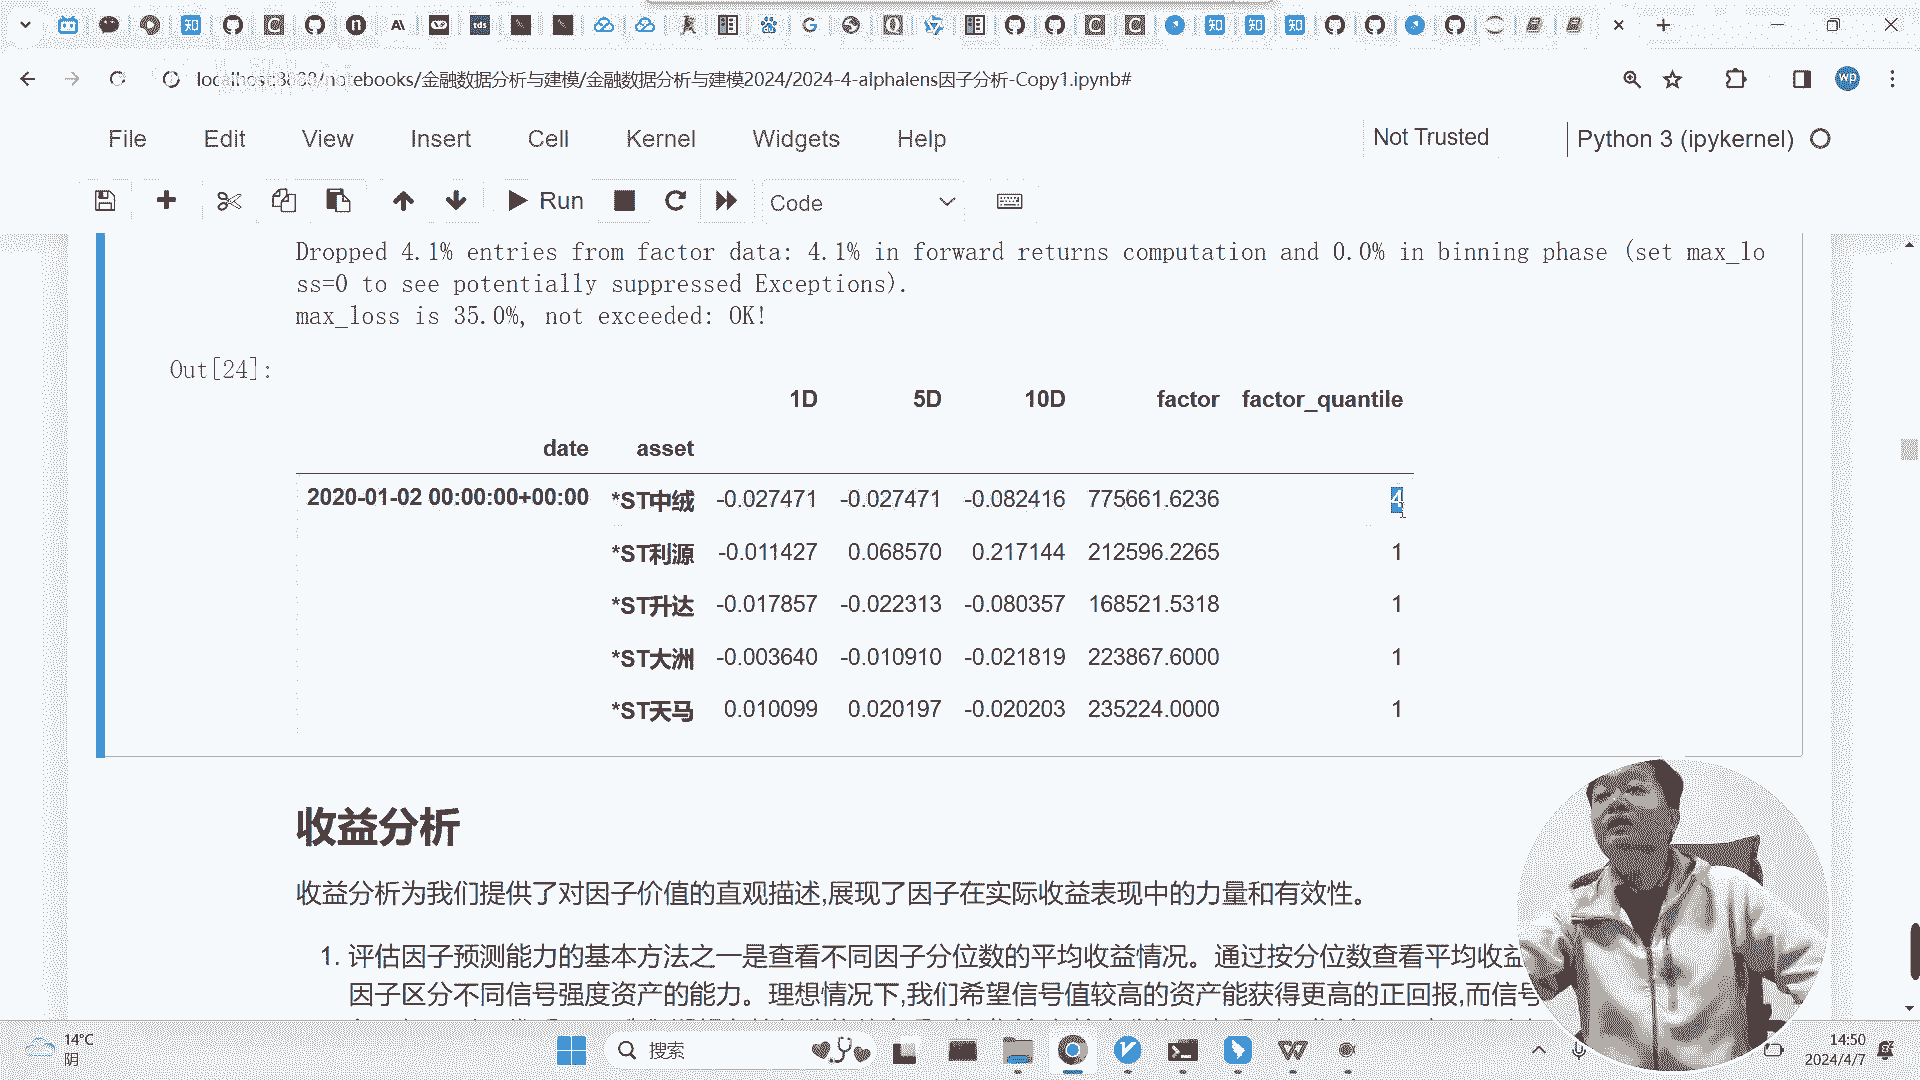 localhost:8888/notebooks/金融数据分析与建模/金融数据分析与建模2024/2024-4-alphalens因子分析-Copy1.ipynb#
wp
File Edit View Insert Cell Kernel Widgets Help Not Trusted Python 3 (ipykernel)
Run Code
Dropped 4.1% entries from factor data: 4.1% in forward returns computation and 0.0% in binning phase (set max_lo
ss=0 to see potentially suppressed Exceptions).
max_loss is 35.0%, not exceeded: OK!
Out[24]:
1D 5D 10D factor factor_quantile
date asset
2020-01-02 00:00:00+00:00 *ST中绒 -0.027471 -0.027471 -0.082416 775661.6236 4
*ST利源 -0.011427 0.068570 0.217144 212596.2265 1
*ST升达 -0.017857 -0.022313 -0.080357 168521.5318 1
*ST大洲 -0.003640 -0.010910 -0.021819 223867.6000 1
*ST天马 0.010099 0.020197 -0.020203 235224.0000 1
收益分析
收益分析为我们提供了对因子价值的直观描述,展现了因子在实际收益表现中的力量和有效性。
1. 评估因子预测能力的基本方法之一是查看不同因子分位数的平均收益情况。通过按分位数查看平均收益
因子区分不同信号强度资产的能力。理想情况下,我们希望信号值较高的资产能获得更高的正回报,而信号
14°C
阴
搜索
14:50
2024/4/7